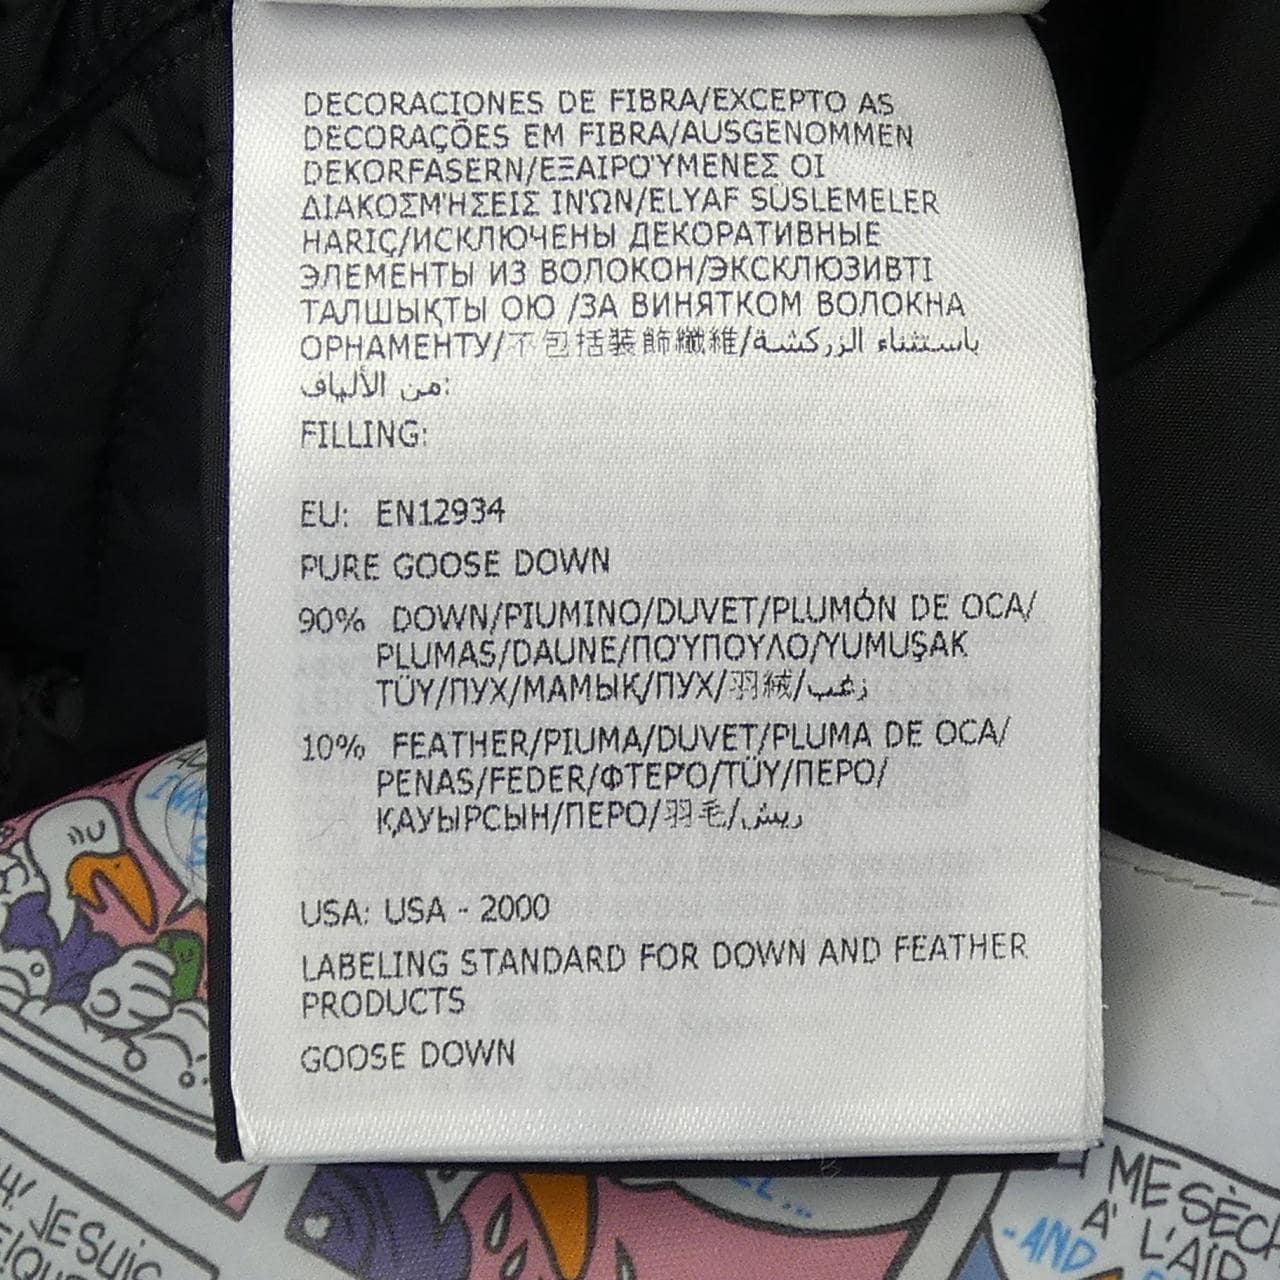 DECORACIONES DE FIBRA/EXCEPTO AS
DECORAÇÕES EM FIBRA/AUSGENOMMEN
DEKORFASERN/ΕΞΑΙΡΟΎΜΕΝΕΣ ΟΙ
ΔΙΑΚΟΣΜΉΣΕΙΣ ΙΝΏΝ/ELYAF SÜSLEMELER
HARIÇ/ИСКЛЮЧЕНЫ ДЕКОРАТИВНЫЕ
ЭЛЕМЕНТЫ ИЗ ВОЛОКОН/ЭКСКЛЮЗИВТІ
ТАЛШЫҚТЫ ОЮ /ЗА ВИНЯТКОМ ВОЛОКНА
ОРНАМЕНТУ/不包括装飾纖維/باستثناء الزركشة
من الألياف:
FILLING:
EU: EN12934
PURE GOOSE DOWN
90% DOWN/PIUMINO/DUVET/PLUMÓN DE OCA/
PLUMAS/DAUNE/ΠΟΎΠΟΥΛΟ/YUMUŞAK
TÜY/ПУХ/МАМЫҚ/ПУХ/羽絨/زغب
10% FEATHER/PIUMA/DUVET/PLUMA DE OCA/
PENAS/FEDER/ΦΤΕΡΌ/TÜY/ПЕРО/
ҚАУЫРСЫН/ПЕРО/羽毛/ريش
USA: USA - 2000
LABELING STANDARD FOR DOWN AND FEATHER
PRODUCTS
GOOSE DOWN
ME SÈCH
À L'AID
-AND
JE SUIS